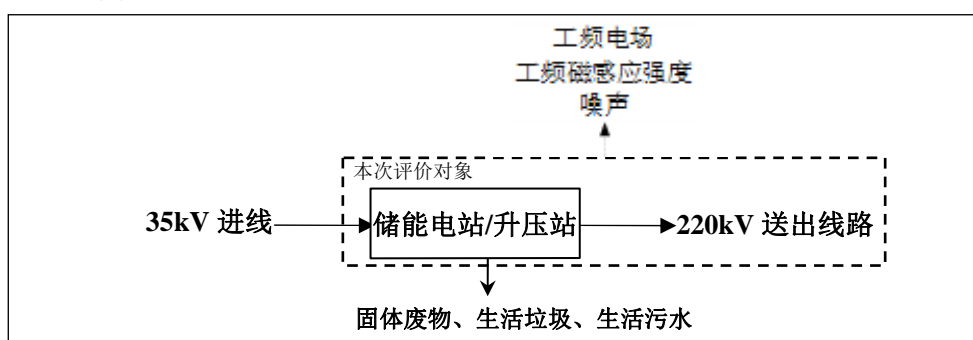 工频电场
工频磁感应强度
噪声
本次评价对象
35kV 进线
储能电站/升压站
220kV 送出线路
固体废物、生活垃圾、生活污水